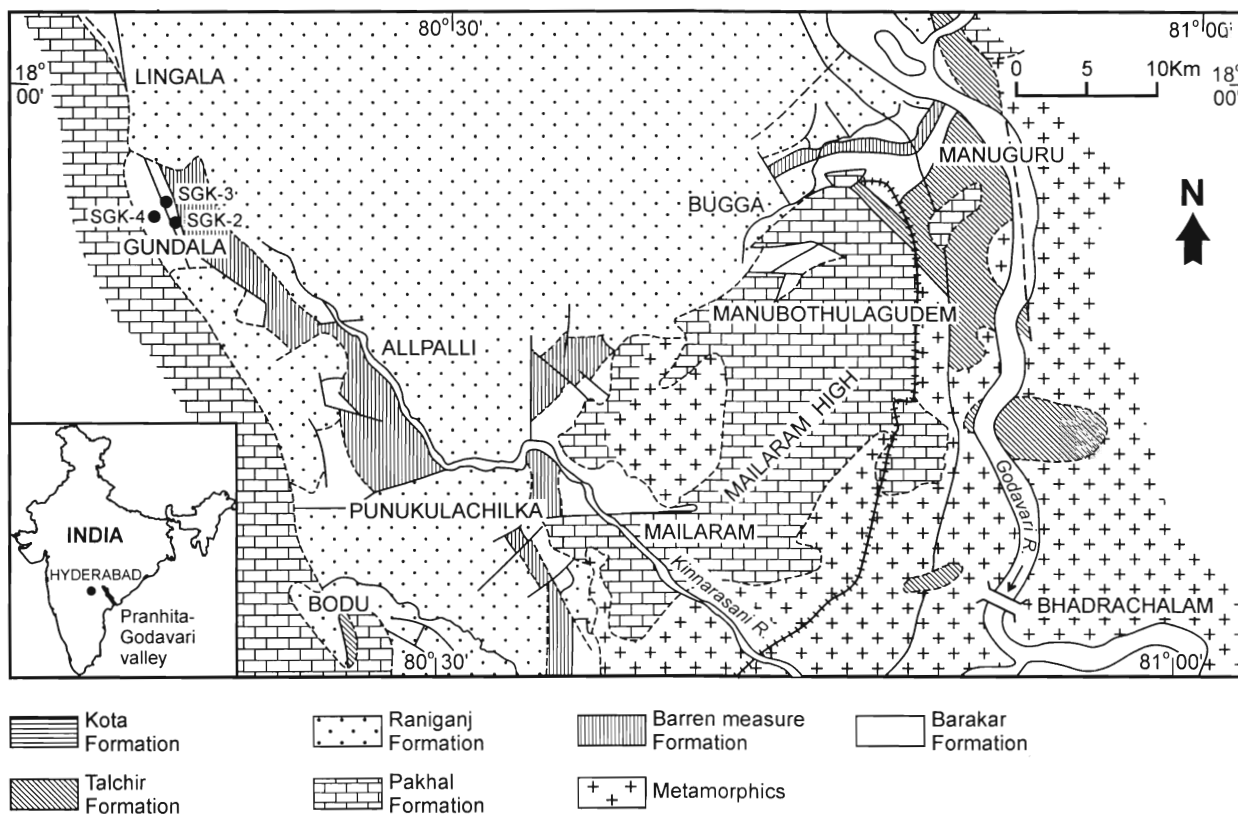 80°30'
81°00'
18°
00'
LINGALA
0 5 10Km
18°
00'
MANUGURU
SGK-3
SGK-4
SGK-2
BUGGA
N
GUNDALA
MANUBOTHULAGUDEM
ALLPALLI
MAILARAM HIGH
Godavari R.
INDIA
HYDERABAD
Pranhita-
Godavari
valley
PUNUKULACHILKA
MAILARAM
Kinnarasani R.
BODU
BHADRACHALAM
80°30'
81°00'
Kota
Formation
Raniganj
Formation
Barren measure
Formation
Barakar
Formation
Talchir
Formation
Pakhal
Formation
Metamorphics